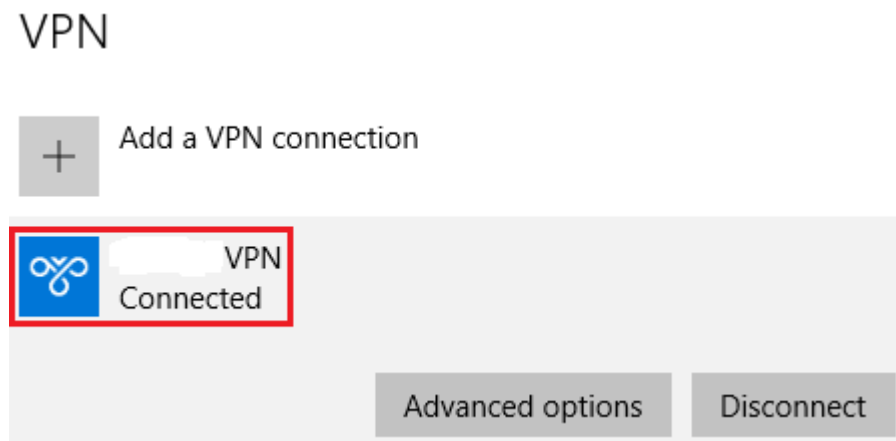 VPN
Add a VPN connection
VPN
Connected
Advanced options
Disconnect